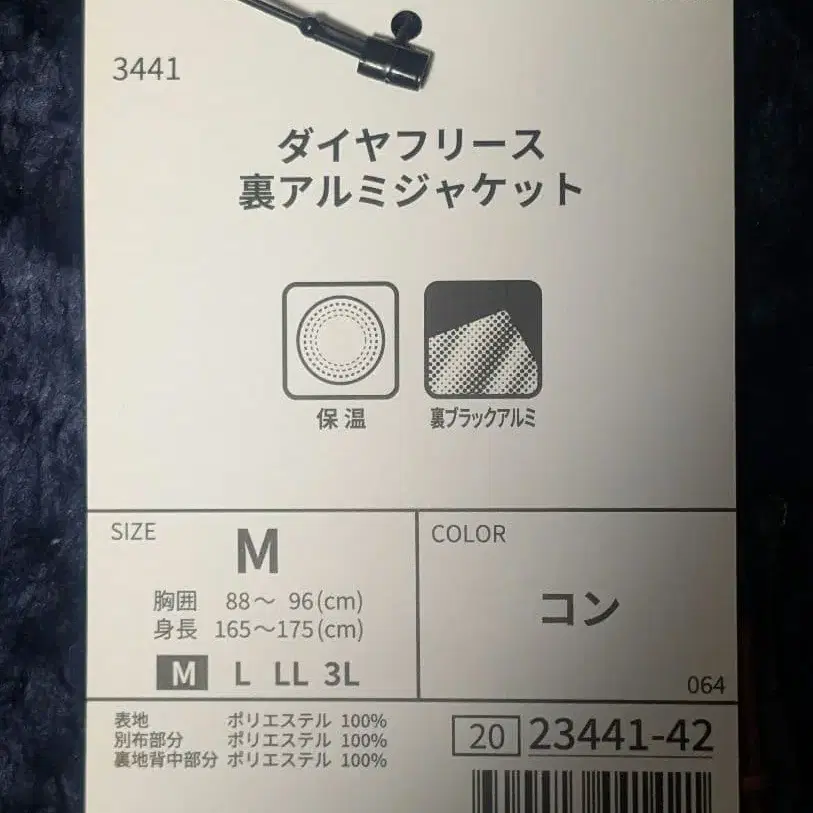 3441
ダイヤフリース
裏アルミジャケット
保温
裏ブラックアルミ
SIZE
M
胸囲 88～ 96(cm)
身長 165～175(cm)
M L LL 3L
COLOR
コン
064
表地 ポリエステル 100%
別布部分 ポリエステル 100%
裏地背中部分 ポリエステル 100%
20 23441-42